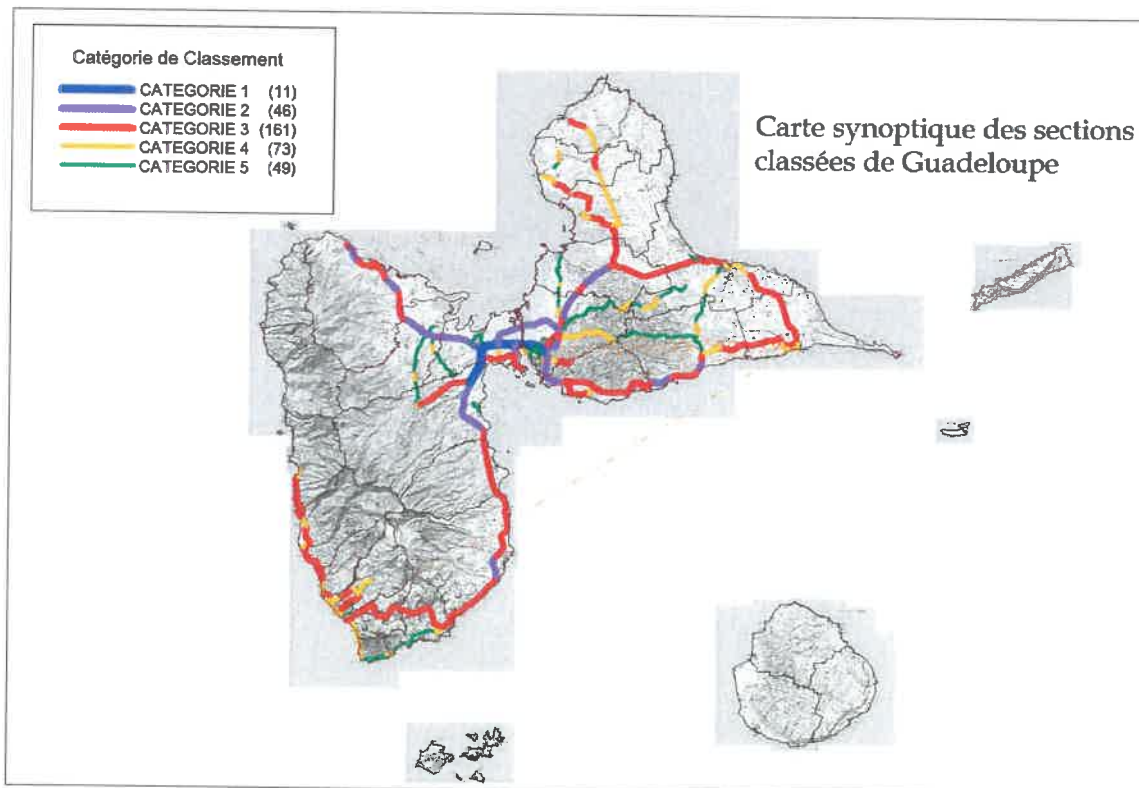 Catégorie de Classement
CATEGORIE 1 (11)
CATEGORIE 2 (46)
CATEGORIE 3 (161)
CATEGORIE 4 (73)
CATEGORIE 5 (49)
Carte synoptique des sections
classées de Guadeloupe